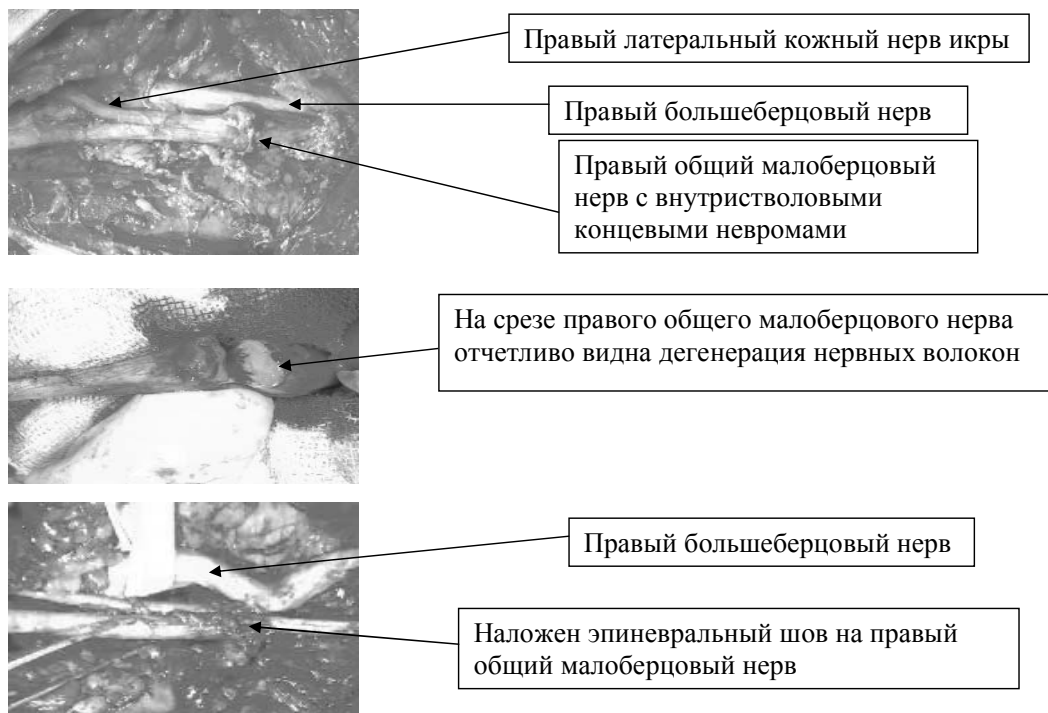 Правый латеральный кожный нерв икры
Правый большеберцовый нерв
Правый общий малоберцовый
нерв с внутристволовыми
концевыми невромами
На срезе правого общего малоберцового нерва
отчетливо видна дегенерация нервных волокон
Правый большеберцовый нерв
Наложен эпиневральный шов на правый
общий малоберцовый нерв